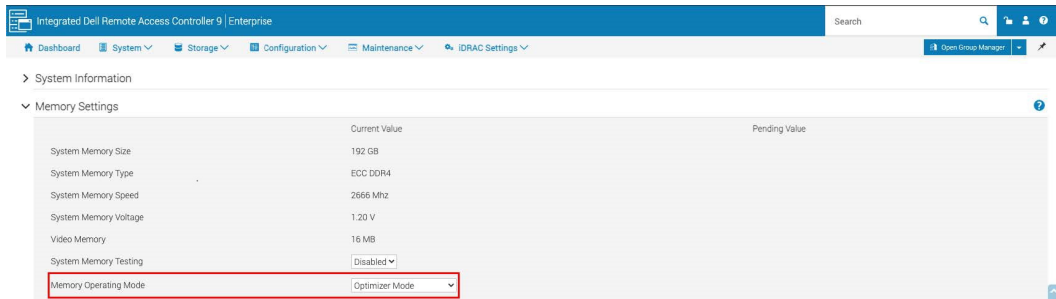 Integrated Dell Remote Access Controller 9 | Enterprise Search
Dashboard System Storage Configuration Maintenance iDRAC Settings Open Group Manager
System Information
Memory Settings
Current Value Pending Value
System Memory Size 192 GB
System Memory Type ECC DDR4
System Memory Speed 2666 Mhz
System Memory Voltage 1.20 V
Video Memory 16 MB
System Memory Testing Disabled
Memory Operating Mode Optimizer Mode